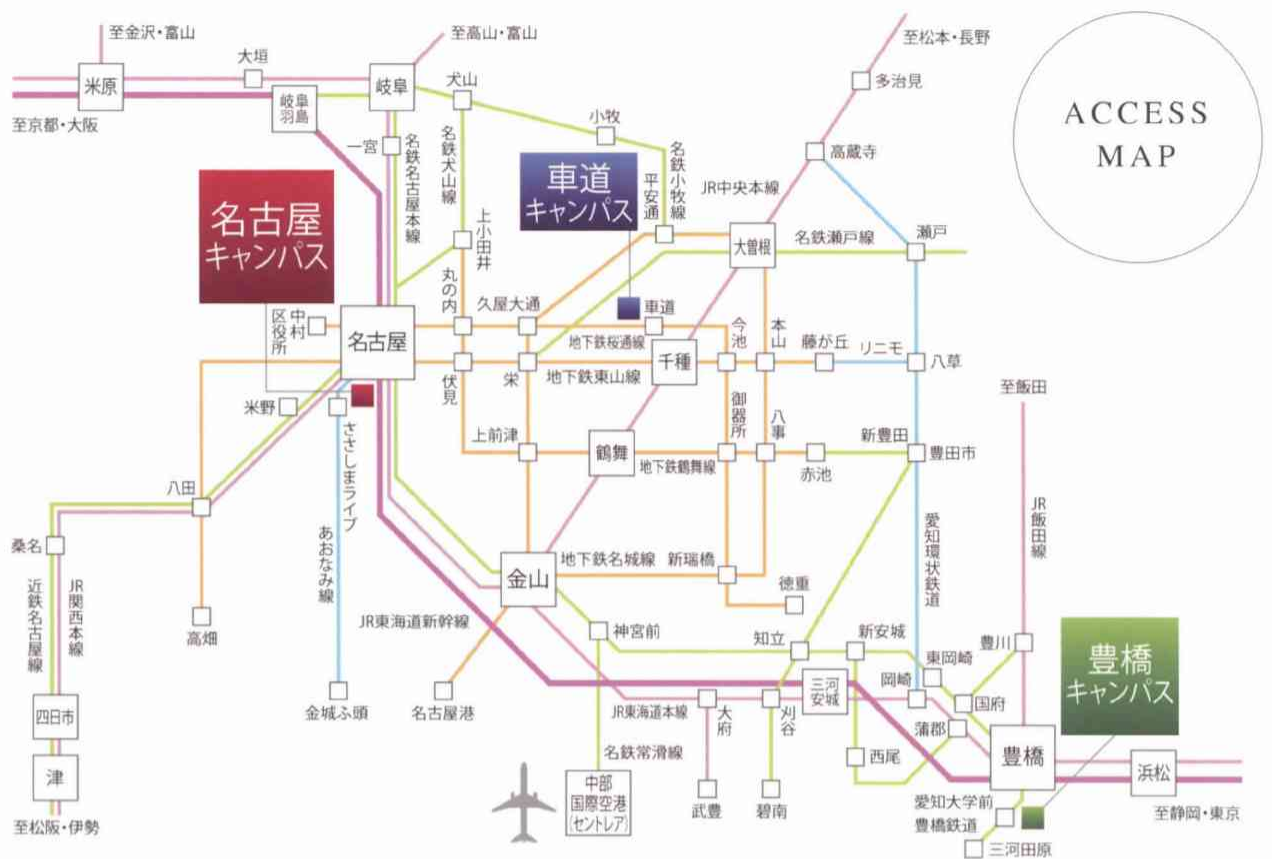 至金沢・富山
至高山・富山
至松本・長野
大垣
米原
岐阜
羽島
岐阜
犬山
小牧
多治見
至京都・大阪
一宮
名鉄名古屋本線
名鉄犬山線
名鉄小牧線
平安通
高蔵寺
JR中央本線
ACCESS
MAP
名古屋
キャンパス
車道
キャンパス
上小田井
大曽根
名鉄瀬戸線
瀬戸
丸の内
久屋大通
車道
中村
区役所
名古屋
地下鉄桜通線
千種
今池
本山
藤が丘
リニモ
八草
伏見
栄
地下鉄東山線
至飯田
米野
ささしまライブ
上前津
鶴舞
地下鉄鶴舞線
御器所
八事
赤池
新豊田
豊田市
八田
桑名
あおなみ線
近鉄名古屋線
JR関西本線
高畑
金山
地下鉄名城線
新瑞橋
徳重
愛知環状鉄道
JR飯田線
JR東海道新幹線
神宮前
知立
新安城
東岡崎
豊川
豊橋
キャンパス
四日市
金城ふ頭
名古屋港
JR東海道本線
大府
刈谷
三河
安城
岡崎
国府
蒲郡
津
名鉄常滑線
中部
国際空港
(セントレア)
武豊
碧南
西尾
豊橋
浜松
至松阪・伊勢
愛知大学前
豊橋鉄道
三河田原
至静岡・東京